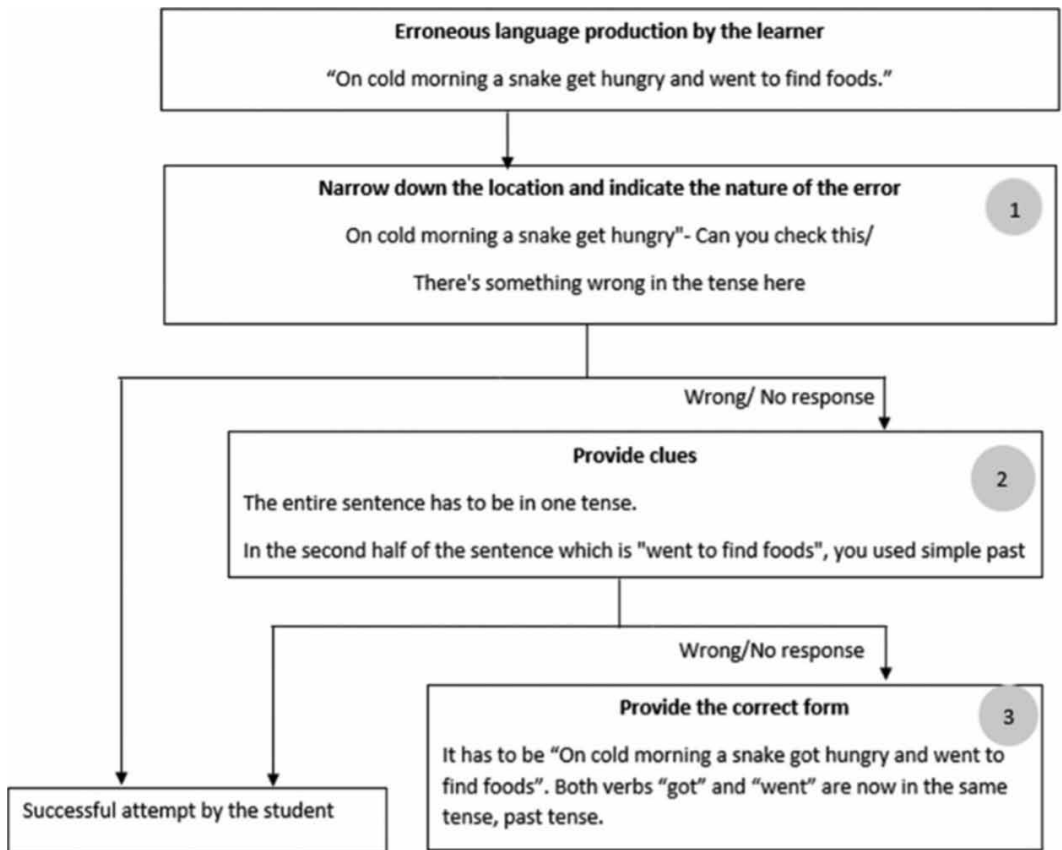 Erroneous language production by the learner
“On cold morning a snake get hungry and went to find foods.”
Narrow down the location and indicate the nature of the error
1
On cold morning a snake get hungry"- Can you check this/
There's something wrong in the tense here
Wrong/ No response
Provide clues
2
The entire sentence has to be in one tense.
In the second half of the sentence which is "went to find foods", you used simple past
Wrong/No response
Provide the correct form
3
It has to be “On cold morning a snake got hungry and went to
find foods”. Both verbs “got” and “went” are now in the same
tense, past tense.
Successful attempt by the student